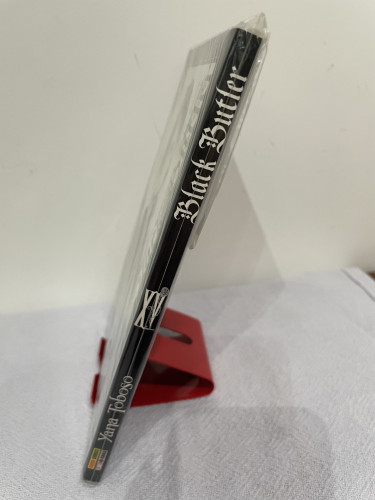 Black Butler
XV
Yana Toboso